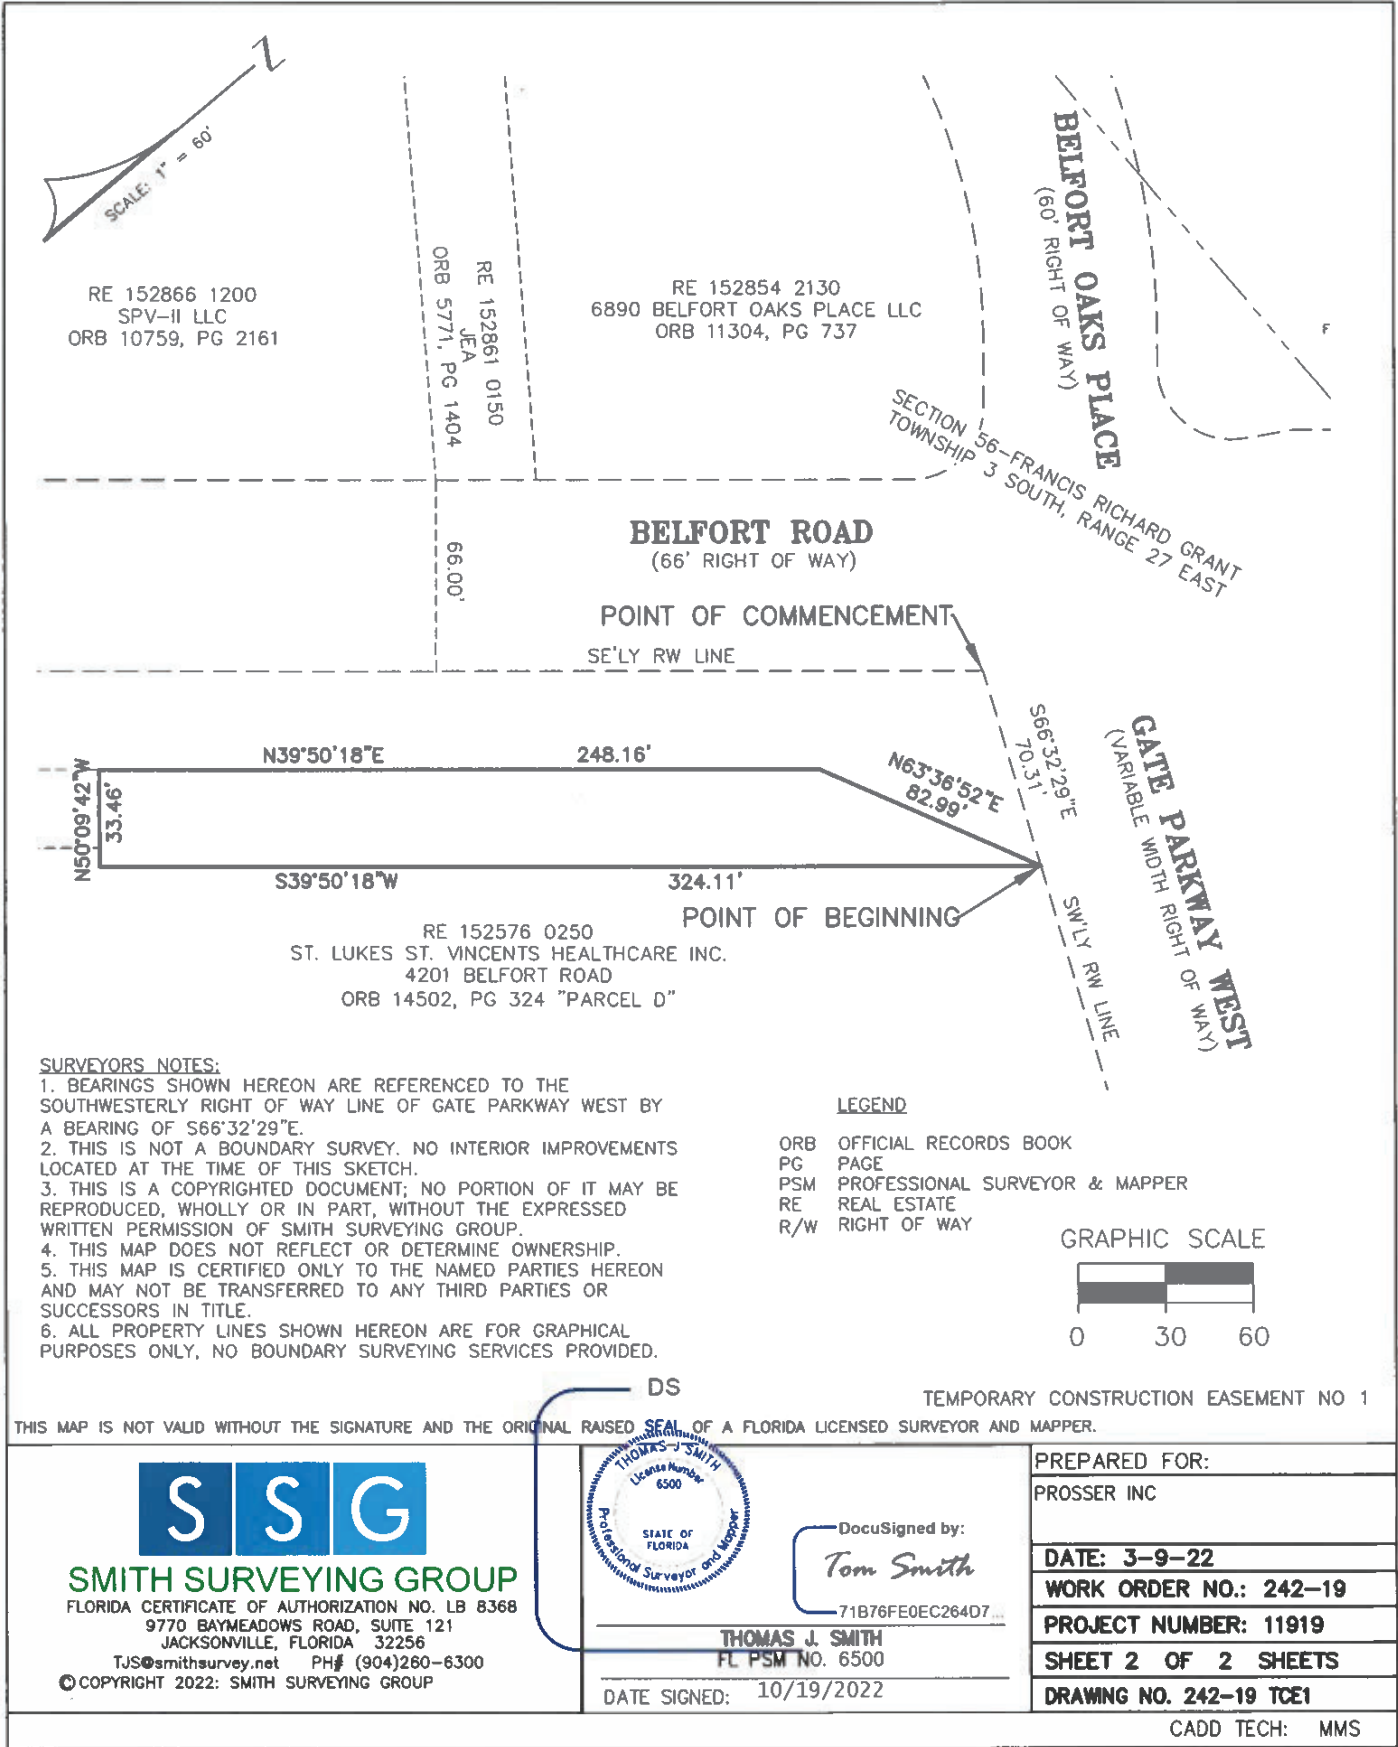 Z
SCALE: 1" = 60'
RE 152866 1200
SPV-II LLC
ORB 10759, PG 2161
RE 152861 0150
JEA
ORB 5771, PG 1404
RE 152854 2130
6890 BELFORT OAKS PLACE LLC
ORB 11304, PG 737
BELFORT OAKS PLACE
(60' RIGHT OF WAY)
SECTION 56-FRANCIS RICHARD GRANT
TOWNSHIP 3 SOUTH, RANGE 27 EAST
BELFORT ROAD
(66' RIGHT OF WAY)
66.00'
POINT OF COMMENCEMENT
SE'LY RW LINE
S66°32'29"E
70.31'
GATE PARKWAY WEST
(VARIABLE WIDTH RIGHT OF WAY)
N39°50'18"E 248.16'
N63°36'52"E
82.99'
N50°09'42"W
33.46'
S39°50'18"W 324.11'
POINT OF BEGINNING
SW'LY RW LINE
RE 152576 0250
ST. LUKES ST. VINCENTS HEALTHCARE INC.
4201 BELFORT ROAD
ORB 14502, PG 324 "PARCEL D"
SURVEYORS NOTES:
1. BEARINGS SHOWN HEREON ARE REFERENCED TO THE
SOUTHWESTERLY RIGHT OF WAY LINE OF GATE PARKWAY WEST BY
A BEARING OF S66°32'29"E.
2. THIS IS NOT A BOUNDARY SURVEY. NO INTERIOR IMPROVEMENTS
LOCATED AT THE TIME OF THIS SKETCH.
3. THIS IS A COPYRIGHTED DOCUMENT; NO PORTION OF IT MAY BE
REPRODUCED, WHOLLY OR IN PART, WITHOUT THE EXPRESSED
WRITTEN PERMISSION OF SMITH SURVEYING GROUP.
4. THIS MAP DOES NOT REFLECT OR DETERMINE OWNERSHIP.
5. THIS MAP IS CERTIFIED ONLY TO THE NAMED PARTIES HEREON
AND MAY NOT BE TRANSFERRED TO ANY THIRD PARTIES OR
SUCCESSORS IN TITLE.
6. ALL PROPERTY LINES SHOWN HEREON ARE FOR GRAPHICAL
PURPOSES ONLY, NO BOUNDARY SURVEYING SERVICES PROVIDED.
LEGEND
ORB OFFICIAL RECORDS BOOK
PG PAGE
PSM PROFESSIONAL SURVEYOR & MAPPER
RE REAL ESTATE
R/W RIGHT OF WAY
GRAPHIC SCALE
0 30 60
DS
TEMPORARY CONSTRUCTION EASEMENT NO 1
THIS MAP IS NOT VALID WITHOUT THE SIGNATURE AND THE ORIGINAL RAISED SEAL OF A FLORIDA LICENSED SURVEYOR AND MAPPER.
SSG
SMITH SURVEYING GROUP
FLORIDA CERTIFICATE OF AUTHORIZATION NO. LB 8368
9770 BAYMEADOWS ROAD, SUITE 121
JACKSONVILLE, FLORIDA 32256
TJS@smithsurvey.net PH# (904)260-6300
© COPYRIGHT 2022: SMITH SURVEYING GROUP
THOMAS J SMITH
License Number
6500
STATE OF
FLORIDA
Professional Surveyor and Mapper
DocuSigned by:
Tom Smith
71B76FE0EC264D7...
THOMAS J. SMITH
FL PSM NO. 6500
DATE SIGNED: 10/19/2022
PREPARED FOR:
PROSSER INC
DATE: 3-9-22
WORK ORDER NO.: 242-19
PROJECT NUMBER: 11919
SHEET 2 OF 2 SHEETS
DRAWING NO. 242-19 TCE1
CADD TECH: MMS